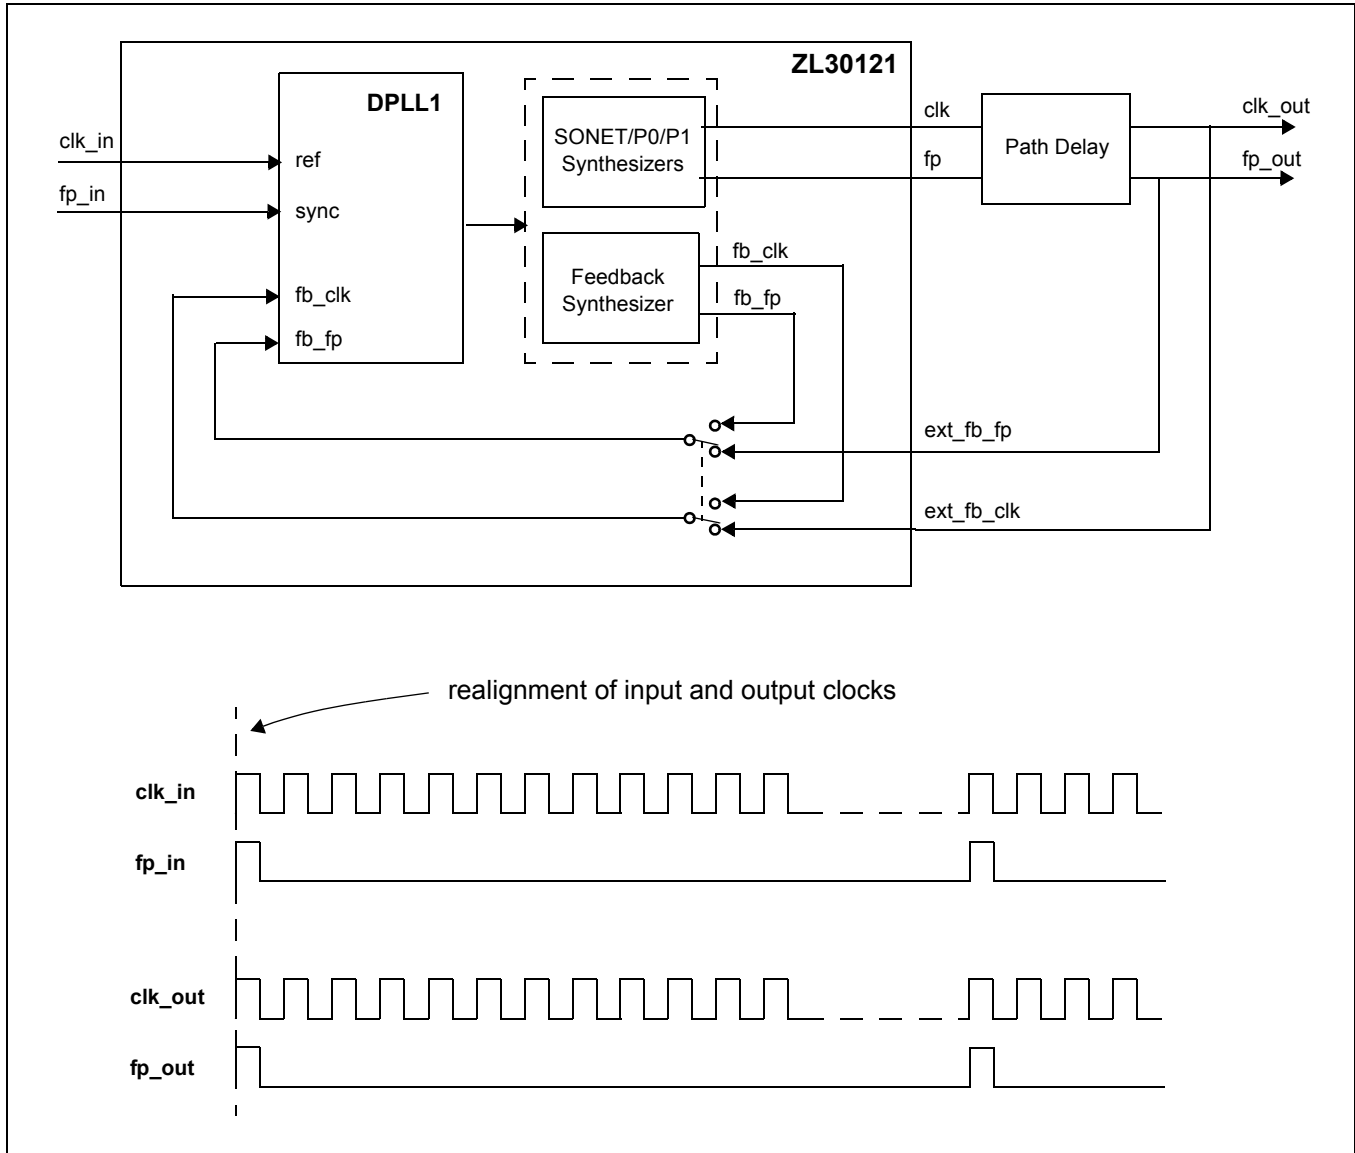 ZL30121
DPLL1
clk_in
fp_in
ref
sync
fb_clk
fb_fp
SONET/P0/P1
Synthesizers
Feedback
Synthesizer
fb_clk
fb_fp
clk
fp
Path Delay
clk_out
fp_out
ext_fb_fp
ext_fb_clk
realignment of input and output clocks
clk_in
fp_in
clk_out
fp_out